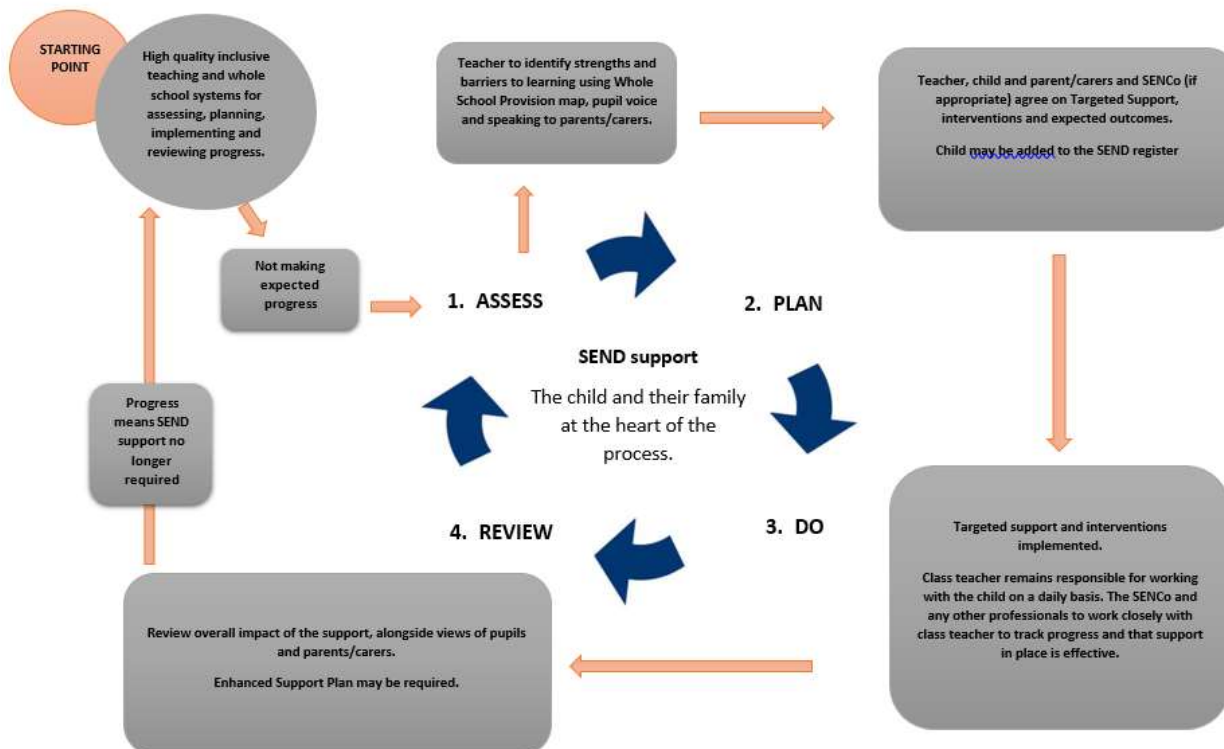 STARTING
POINT
High quality inclusive
teaching and whole
school systems for
assessing, planning,
implementing and
reviewing progress.
Not making
expected
progress
Teacher to identify strengths and
barriers to learning using Whole
School Provision map, pupil voice
and speaking to parents/carers.
Teacher, child and parent/carers and SENCo (if
appropriate) agree on Targeted Support,
interventions and expected outcomes.
Child may be added to the SEND register
1. ASSESS
2. PLAN
SEND support
The child and their family
at the heart of the
process.
4. REVIEW
3. DO
Progress
means SEND
support no
longer
required
Targeted support and interventions
implemented.
Class teacher remains responsible for working
with the child on a daily basis. The SENCo and
any other professionals to work closely with
class teacher to track progress and that support
in place is effective.
Review overall impact of the support, alongside views of pupils
and parents/carers.
Enhanced Support Plan may be required.